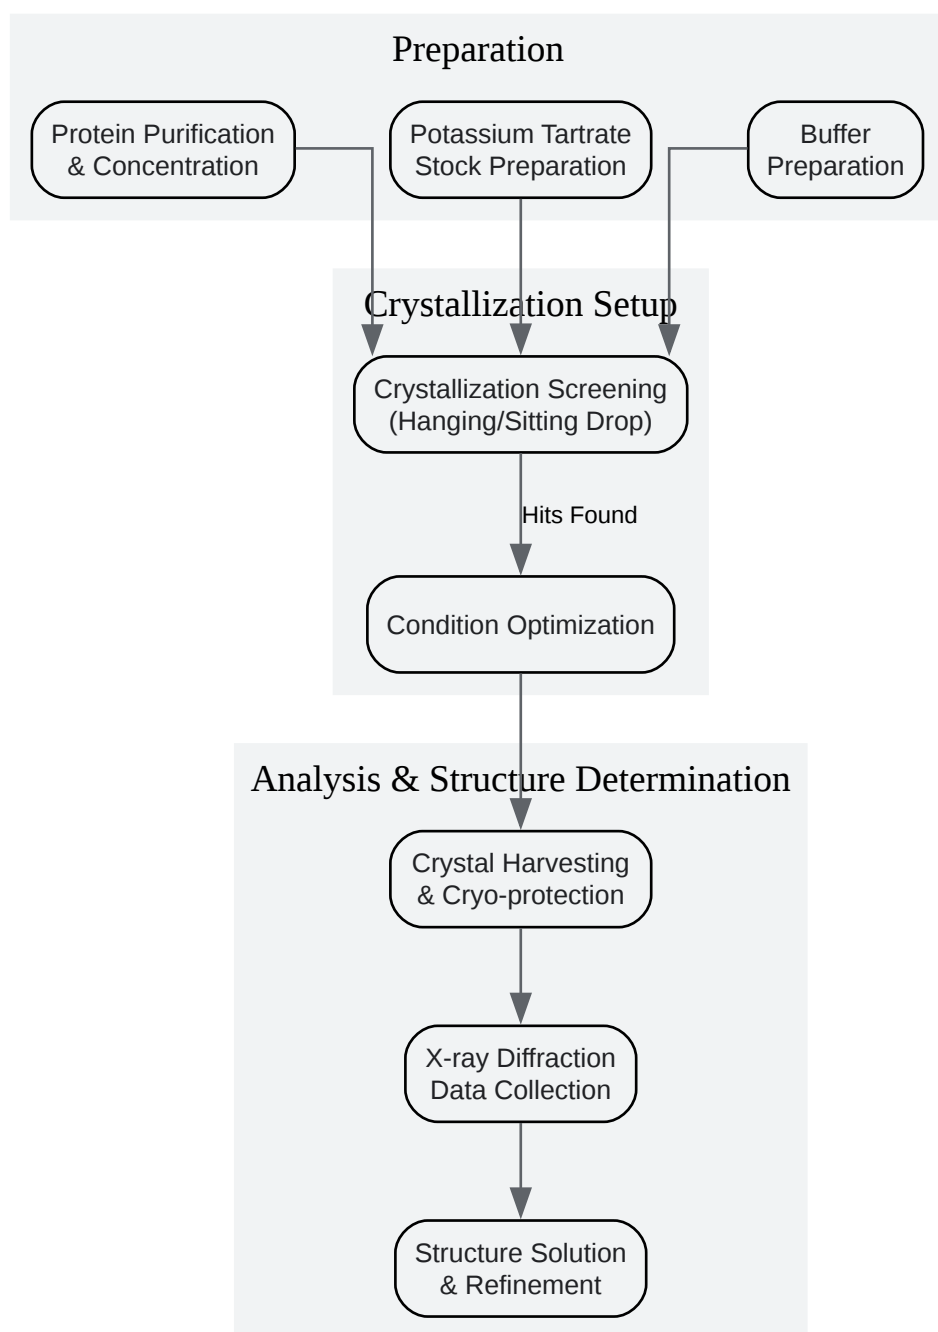 Preparation
Protein Purification
& Concentration
Potassium Tartrate
Stock Preparation
Buffer
Preparation
Crystallization Setup
Crystallization Screening
(Hanging/Sitting Drop)
Hits Found
Condition Optimization
Analysis & Structure Determination
Crystal Harvesting
& Cryo-protection
X-ray Diffraction
Data Collection
Structure Solution
& Refinement